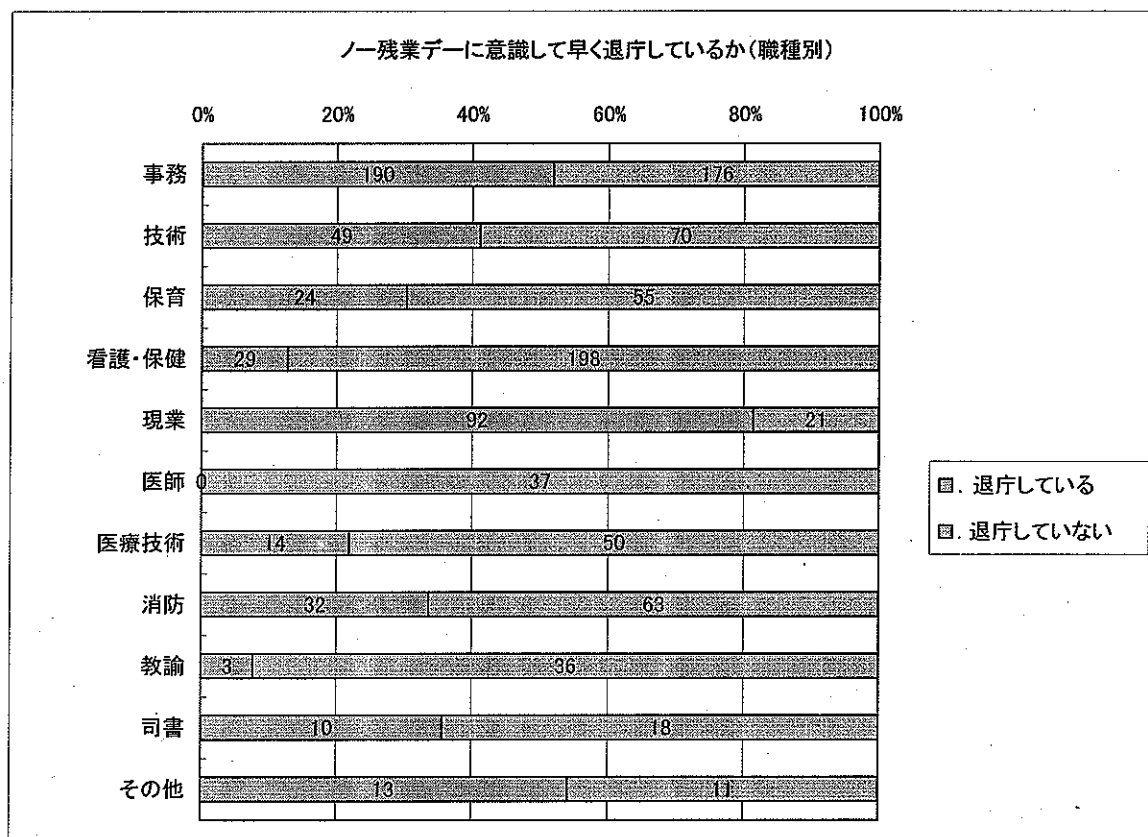 ノー残業デーに意識して早く退庁しているか(職種別)
0% 20% 40% 60% 80% 100%
事務 190 176
技術 49 70
保育 24 55
看護・保健 29 198
現業 92 21
医師 0 37
医療技術 14 50
消防 32 63
教諭 3 36
司書 10 18
その他 13 11
. 退庁している
. 退庁していない